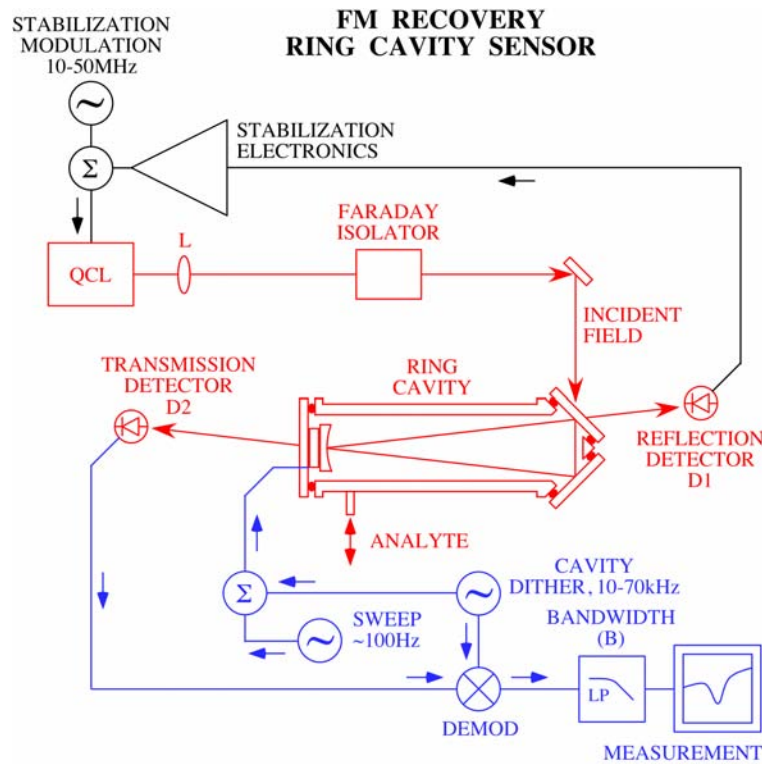 FM RECOVERY
RING CAVITY SENSOR
STABILIZATION
MODULATION
10-50MHz
Σ
STABILIZATION
ELECTRONICS
FARADAY
ISOLATOR
L
QCL
INCIDENT
FIELD
TRANSMISSION
DETECTOR
D2
RING
CAVITY
REFLECTION
DETECTOR
D1
ANALYTE
CAVITY
DITHER, 10-70kHz
Σ
SWEEP
~100Hz
BANDWIDTH
(B)
LP
DEMOD
MEASUREMENT